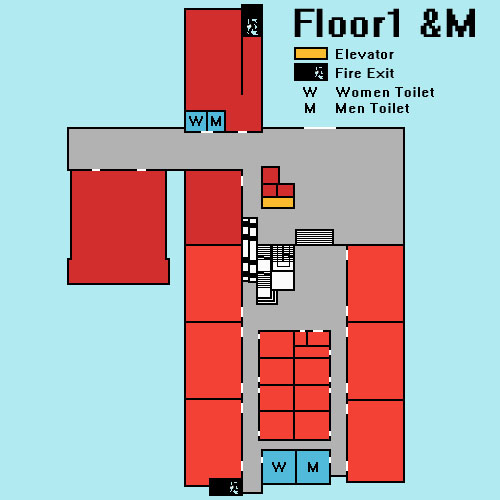 Floor1 &M
Elevator
Fire Exit
W Women Toilet
M Men Toilet
W M
W M